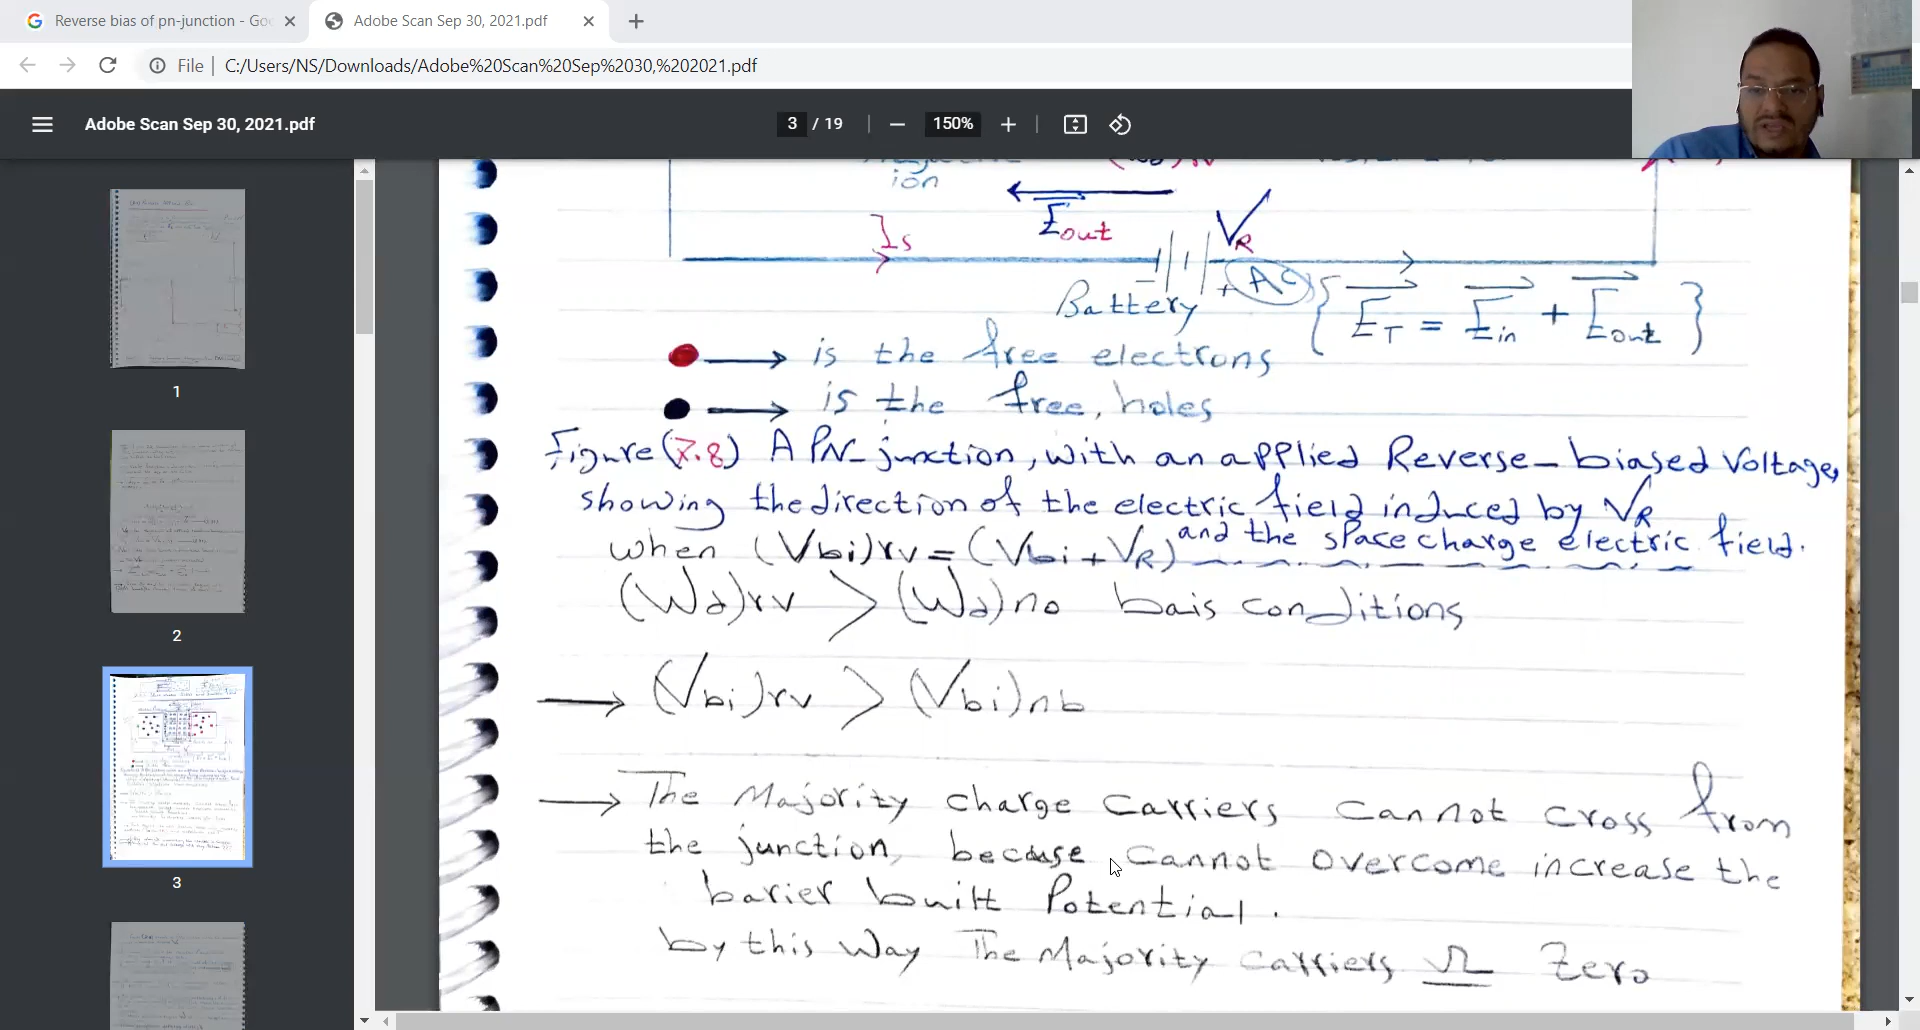 Reverse bias of pn-junction - Goo
Adobe Scan Sep 30, 2021.pdf
File | C:/Users/NS/Downloads/Adobe%20Scan%20Sep%2030,%202021.pdf
Adobe Scan Sep 30, 2021.pdf
3 / 19
150%
1
2
3
ion
Eout
Is
VR
- + AC
Battery
{ ET = Ein + Eout }
is the free electrons
is the free, holes
Figure (7.8) A PN-junction, with an applied Reverse-biased Voltage,
showing the direction of the electric field induced by VR
and the space charge electric field.
when (Vbi)rv = (Vbi + VR)
(Wd)rv > (Wd)no bais conditions
→ (Vbi)rv > (Vbi)nb
→ The Majority charge Carriers Cannot cross from
the junction, because Cannot overcome increase the
barier built Potential.
by this way The Majority carriers Zero